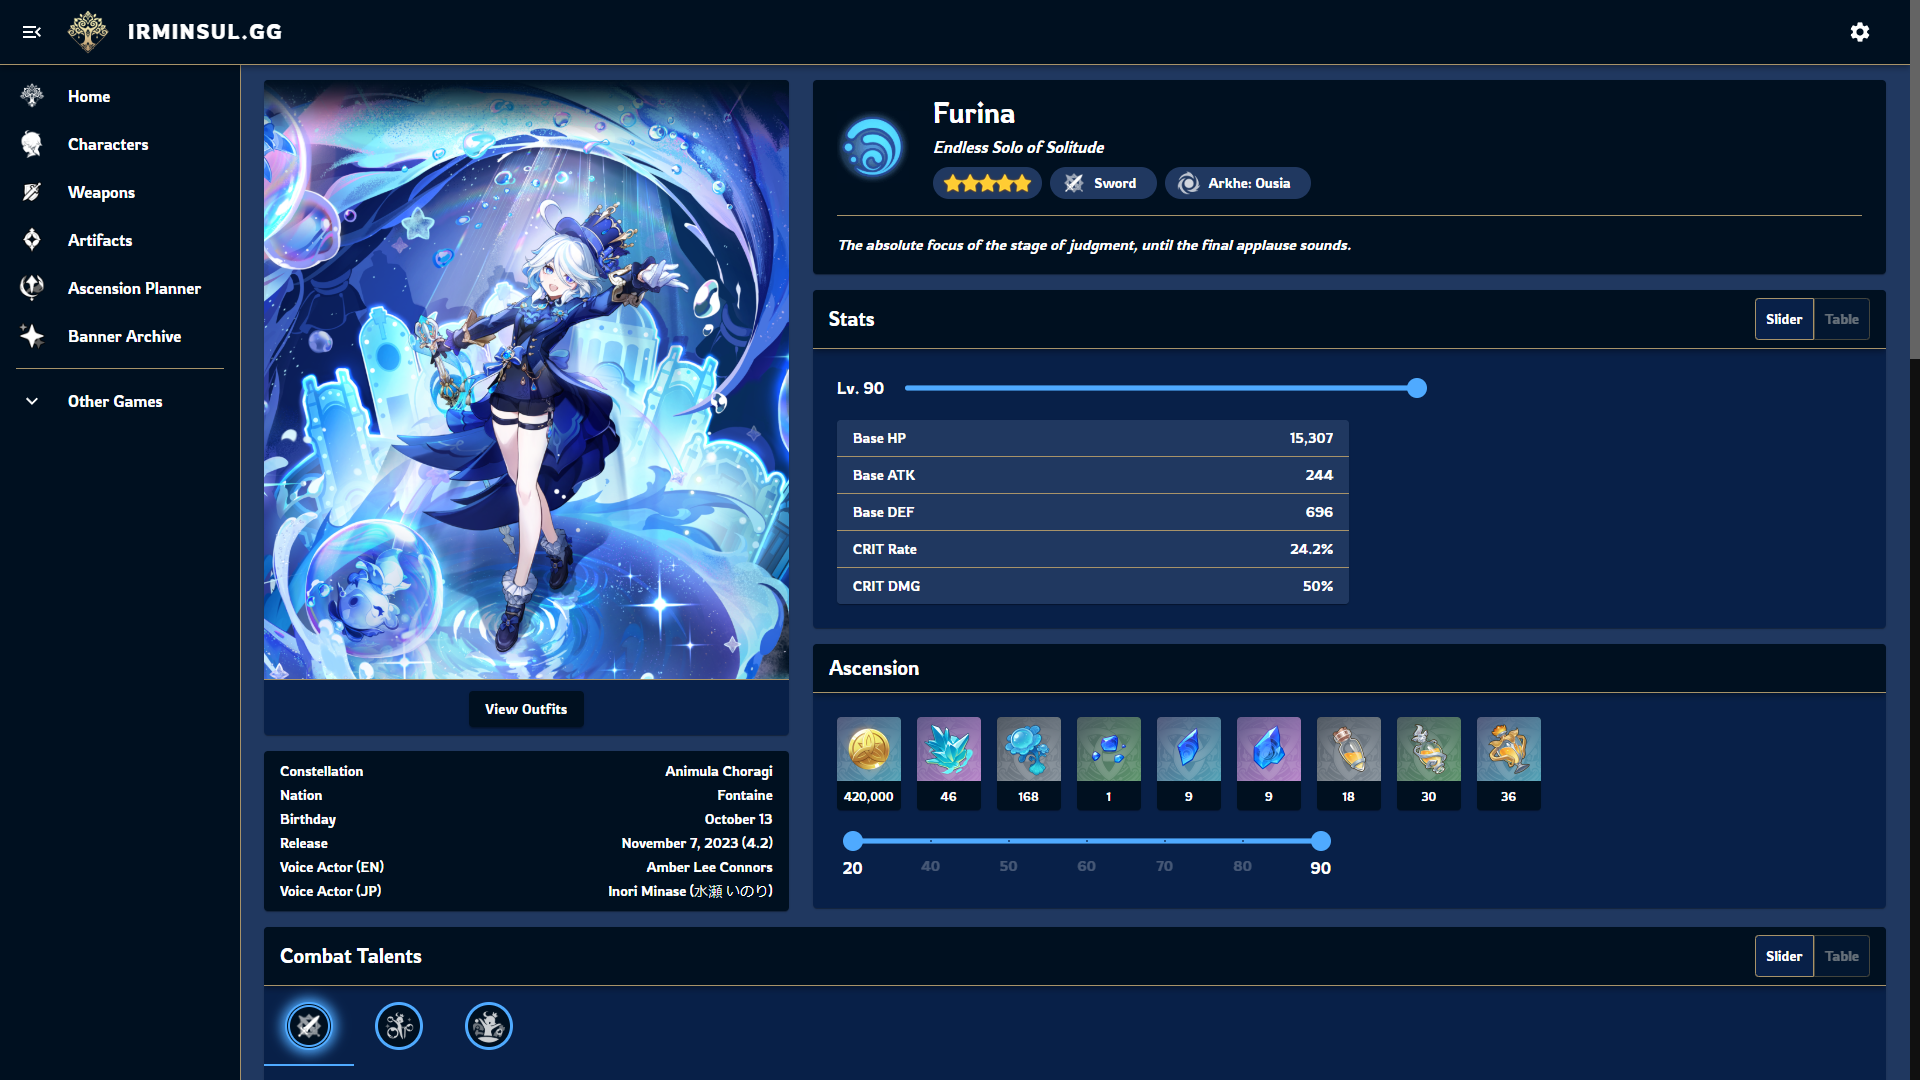 IRMINSUL.GG
Home
Characters
Weapons
Artifacts
Ascension Planner
Banner Archive
Other Games
View Outfits
Constellation Animula Choragi
Nation Fontaine
Birthday October 13
Release November 7, 2023 (4.2)
Voice Actor (EN) Amber Lee Connors
Voice Actor (JP) Inori Minase (水瀬 いのり)
Furina
Endless Solo of Solitude
Sword Arkhe: Ousia
The absolute focus of the stage of judgment, until the final applause sounds.
Stats Slider Table
Lv. 90
Base HP 15,307
Base ATK 244
Base DEF 696
CRIT Rate 24.2%
CRIT DMG 50%
Ascension
420,000 46 168 1 9 9 18 30 36
20 40 50 60 70 80 90
Combat Talents Slider Table